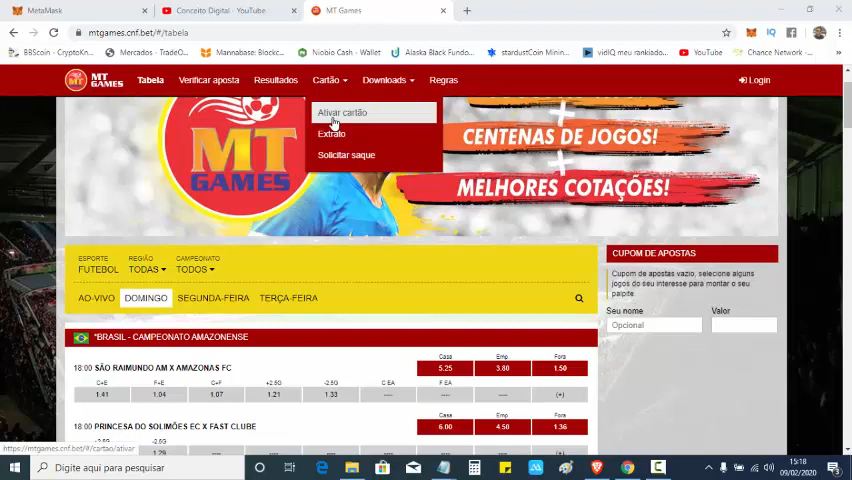 MetaMask
Conceito Digital - YouTube
MT Games
mtgames.cnf.bet/#/tabela
BBScoin - CryptoKn
Mercados - TradeO
Mannabase: Blockc
Niobio Cash - Wallet
Alaska Black Fundo
stardustCoin Minin
vidIQ meu rankiado
YouTube
Chance Network
MT GAMES
Tabela
Verificar aposta
Resultados
Cartão
Downloads
Regras
Login
Ativar cartão
Extrato
Solicitar saque
MT
GAMES
CENTENAS DE JOGOS!
+
MELHORES COTAÇÕES!
ESPORTE
FUTEBOL
REGIÃO
TODAS
CAMPEONATO
TODOS
AO-VIVO
DOMINGO
SEGUNDA-FEIRA
TERÇA-FEIRA
CUPOM DE APOSTAS
Cupom de apostas vazio, selecione alguns
jogos do seu interesse para montar o seu
palpite
Seu nome
Valor
Opcional
*BRASIL - CAMPEONATO AMAZONENSE
Casa Emp. Fora
18:00 SÃO RAIMUNDO AM X AMAZONAS FC 5.25 3.80 1.50
C+E F+E C+F +2.5G -2.5G C EA F EA
1.41 1.04 1.07 1.21 1.33 ---- ---- (+)
Casa Emp. Fora
18:00 PRINCESA DO SOLIMÕES EC X FAST CLUBE 6.00 4.50 1.36
-2.5G
1.29 ---- ---- (+)
https://mtgames.cnf.bet/#/cartao/ativar
Digite aqui para pesquisar
15:18
09/02/2020